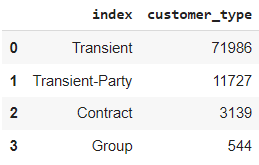 index customer_type
0 Transient 71986
1 Transient-Party 11727
2 Contract 3139
3 Group 544